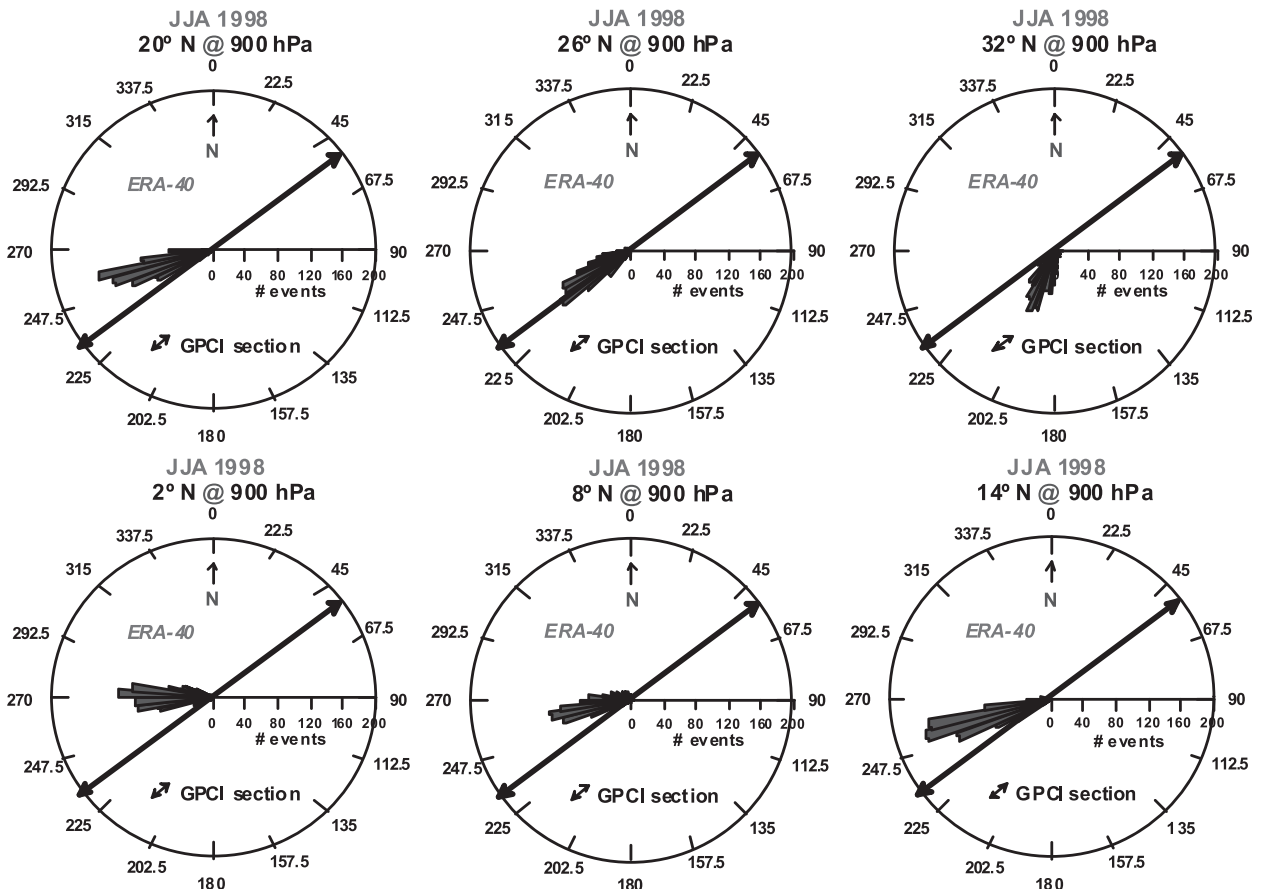 JJA 1998
20º N @ 900 hPa
0
22.5
45
67.5
90
112.5
135
157.5
180
202.5
225
247.5
270
292.5
315
337.5
N
ERA-40
0 40 80 120 160 200
# events
GPCI section
JJA 1998
26º N @ 900 hPa
0
22.5
45
67.5
90
112.5
135
157.5
180
202.5
225
247.5
270
292.5
315
337.5
N
ERA-40
0 40 80 120 160 200
# events
GPCI section
JJA 1998
32º N @ 900 hPa
0
22.5
45
67.5
90
112.5
135
157.5
180
202.5
225
247.5
270
292.5
315
337.5
N
ERA-40
0 40 80 120 160 200
# events
GPCI section
JJA 1998
2º N @ 900 hPa
0
22.5
45
67.5
90
112.5
135
157.5
180
202.5
225
247.5
270
292.5
315
337.5
N
ERA-40
0 40 80 120 160 200
# events
GPCI section
JJA 1998
8º N @ 900 hPa
0
22.5
45
67.5
90
112.5
135
157.5
180
202.5
225
247.5
270
292.5
315
337.5
N
ERA-40
0 40 80 120 160 200
# events
GPCI section
JJA 1998
14º N @ 900 hPa
0
22.5
45
67.5
90
112.5
135
157.5
180
202.5
225
247.5
270
292.5
315
337.5
N
ERA-40
0 40 80 120 160 200
# events
GPCI section